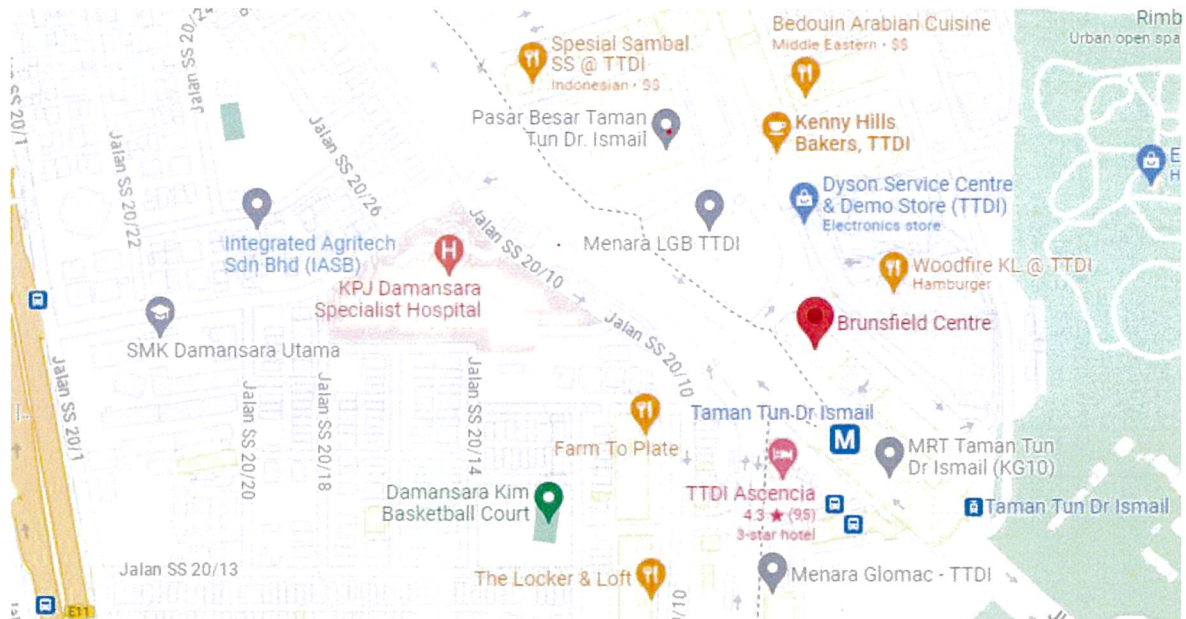 Bedouin Arabian Cuisine
Middle Eastern · $$
Rimb
Urban open spa
Spesial Sambal
SS @ TTDI
Indonesian · $$
Jalan SS 20/2
SS 20/1
Pasar Besar Taman
Tun Dr. Ismail
Kenny Hills
Bakers, TTDI
Jalan SS 20/22
Jalan SS 20/26
E
H
Dyson Service Centre
& Demo Store (TTDI)
Electronics store
Integrated Agritech
Sdn Bhd (IASB)
Jalan SS 20/10
Menara LGB TTDI
H
KPJ Damansara
Specialist Hospital
Woodfire KL @ TTDI
Hamburger
Brunsfield Centre
SMK Damansara Utama
Jalan SS 20/10
Jalan SS 20/1
Jalan SS 20/20
Jalan SS 20/18
Jalan SS 20/14
Farm To Plate
Taman Tun Dr Ismail
M
MRT Taman Tun
Dr Ismail (KG10)
Damansara Kim
Basketball Court
TTDI Ascencia
4.3 ★ (95)
3-star hotel
Taman Tun Dr Ismail
Jalan SS 20/13
The Locker & Loft
Menara Glomac - TTDI
E11
/10